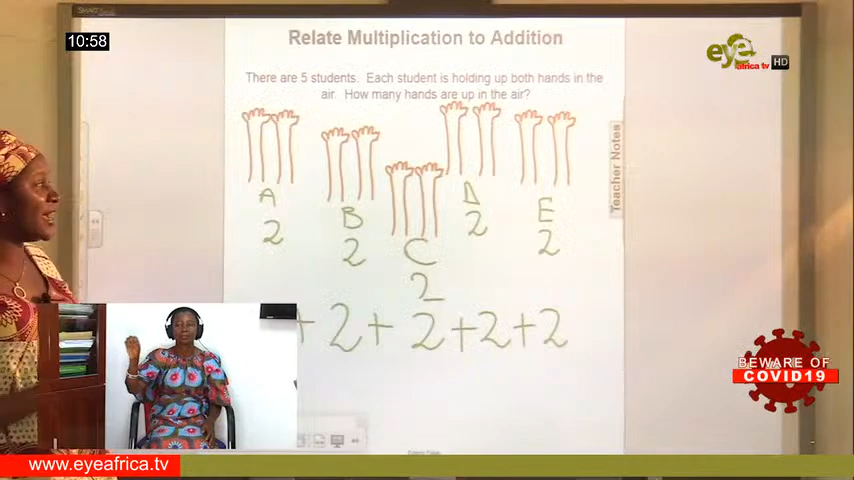 SMART
10:58
eye
africa tv HD
Relate Multiplication to Addition
There are 5 students. Each student is holding up both hands in the
air. How many hands are up in the air?
Teacher Notes
A
B
C
D
E
2
2
2
2
2
+ 2 + 2 + 2 + 2
BEWARE OF
COVID19
www.eyeafrica.tv